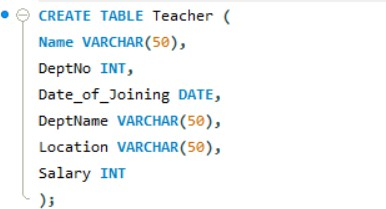 CREATE TABLE Teacher (
Name VARCHAR(50),
DeptNo INT,
Date_of_Joining DATE,
DeptName VARCHAR(50),
Location VARCHAR(50),
Salary INT
);